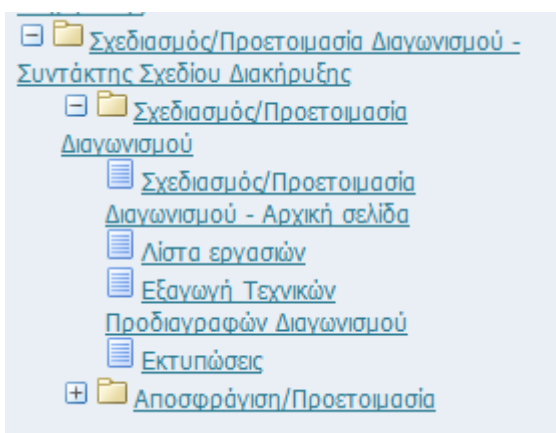 Σχεδιασμός/Προετοιμασία Διαγωνισμού -
Συντάκτης Σχεδίου Διακήρυξης
Σχεδιασμός/Προετοιμασία
Διαγωνισμού
Σχεδιασμός/Προετοιμασία
Διαγωνισμού - Αρχική σελίδα
Λίστα εργασιών
Εξαγωγή Τεχνικών
Προδιαγραφών Διαγωνισμού
Εκτυπώσεις
Αποσφράγιση/Προετοιμασία